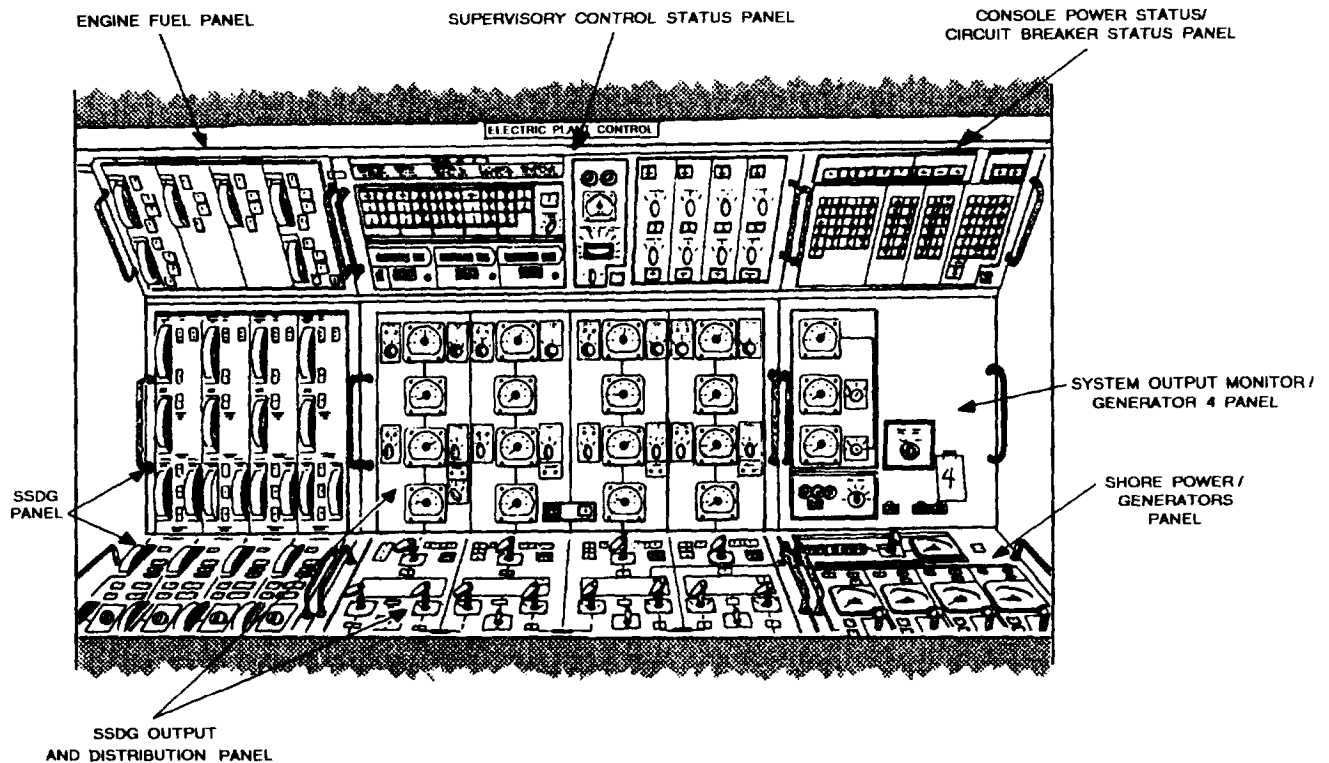 ENGINE FUEL PANEL
SUPERVISORY CONTROL STATUS PANEL
CONSOLE POWER STATUS/
CIRCUIT BREAKER STATUS PANEL
ELECTRIC PLANT CONTROL
SYSTEM OUTPUT MONITOR/
GENERATOR 4 PANEL
4
SSDG
PANEL
SHORE POWER/
GENERATORS
PANEL
SSDG OUTPUT
AND DISTRIBUTION PANEL